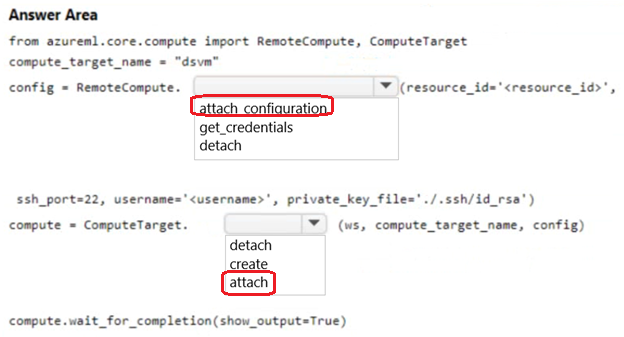 Answer Area
from azureml.core.compute import RemoteCompute, ComputeTarget
compute_target_name = "dsvm"
config = RemoteCompute. (resource_id='<resource_id>',
attach_configuration
get_credentials
detach
ssh_port=22, username='<username>', private_key_file='./.ssh/id_rsa')
compute = ComputeTarget. (ws, compute_target_name, config)
detach
create
attach
compute.wait_for_completion(show_output=True)